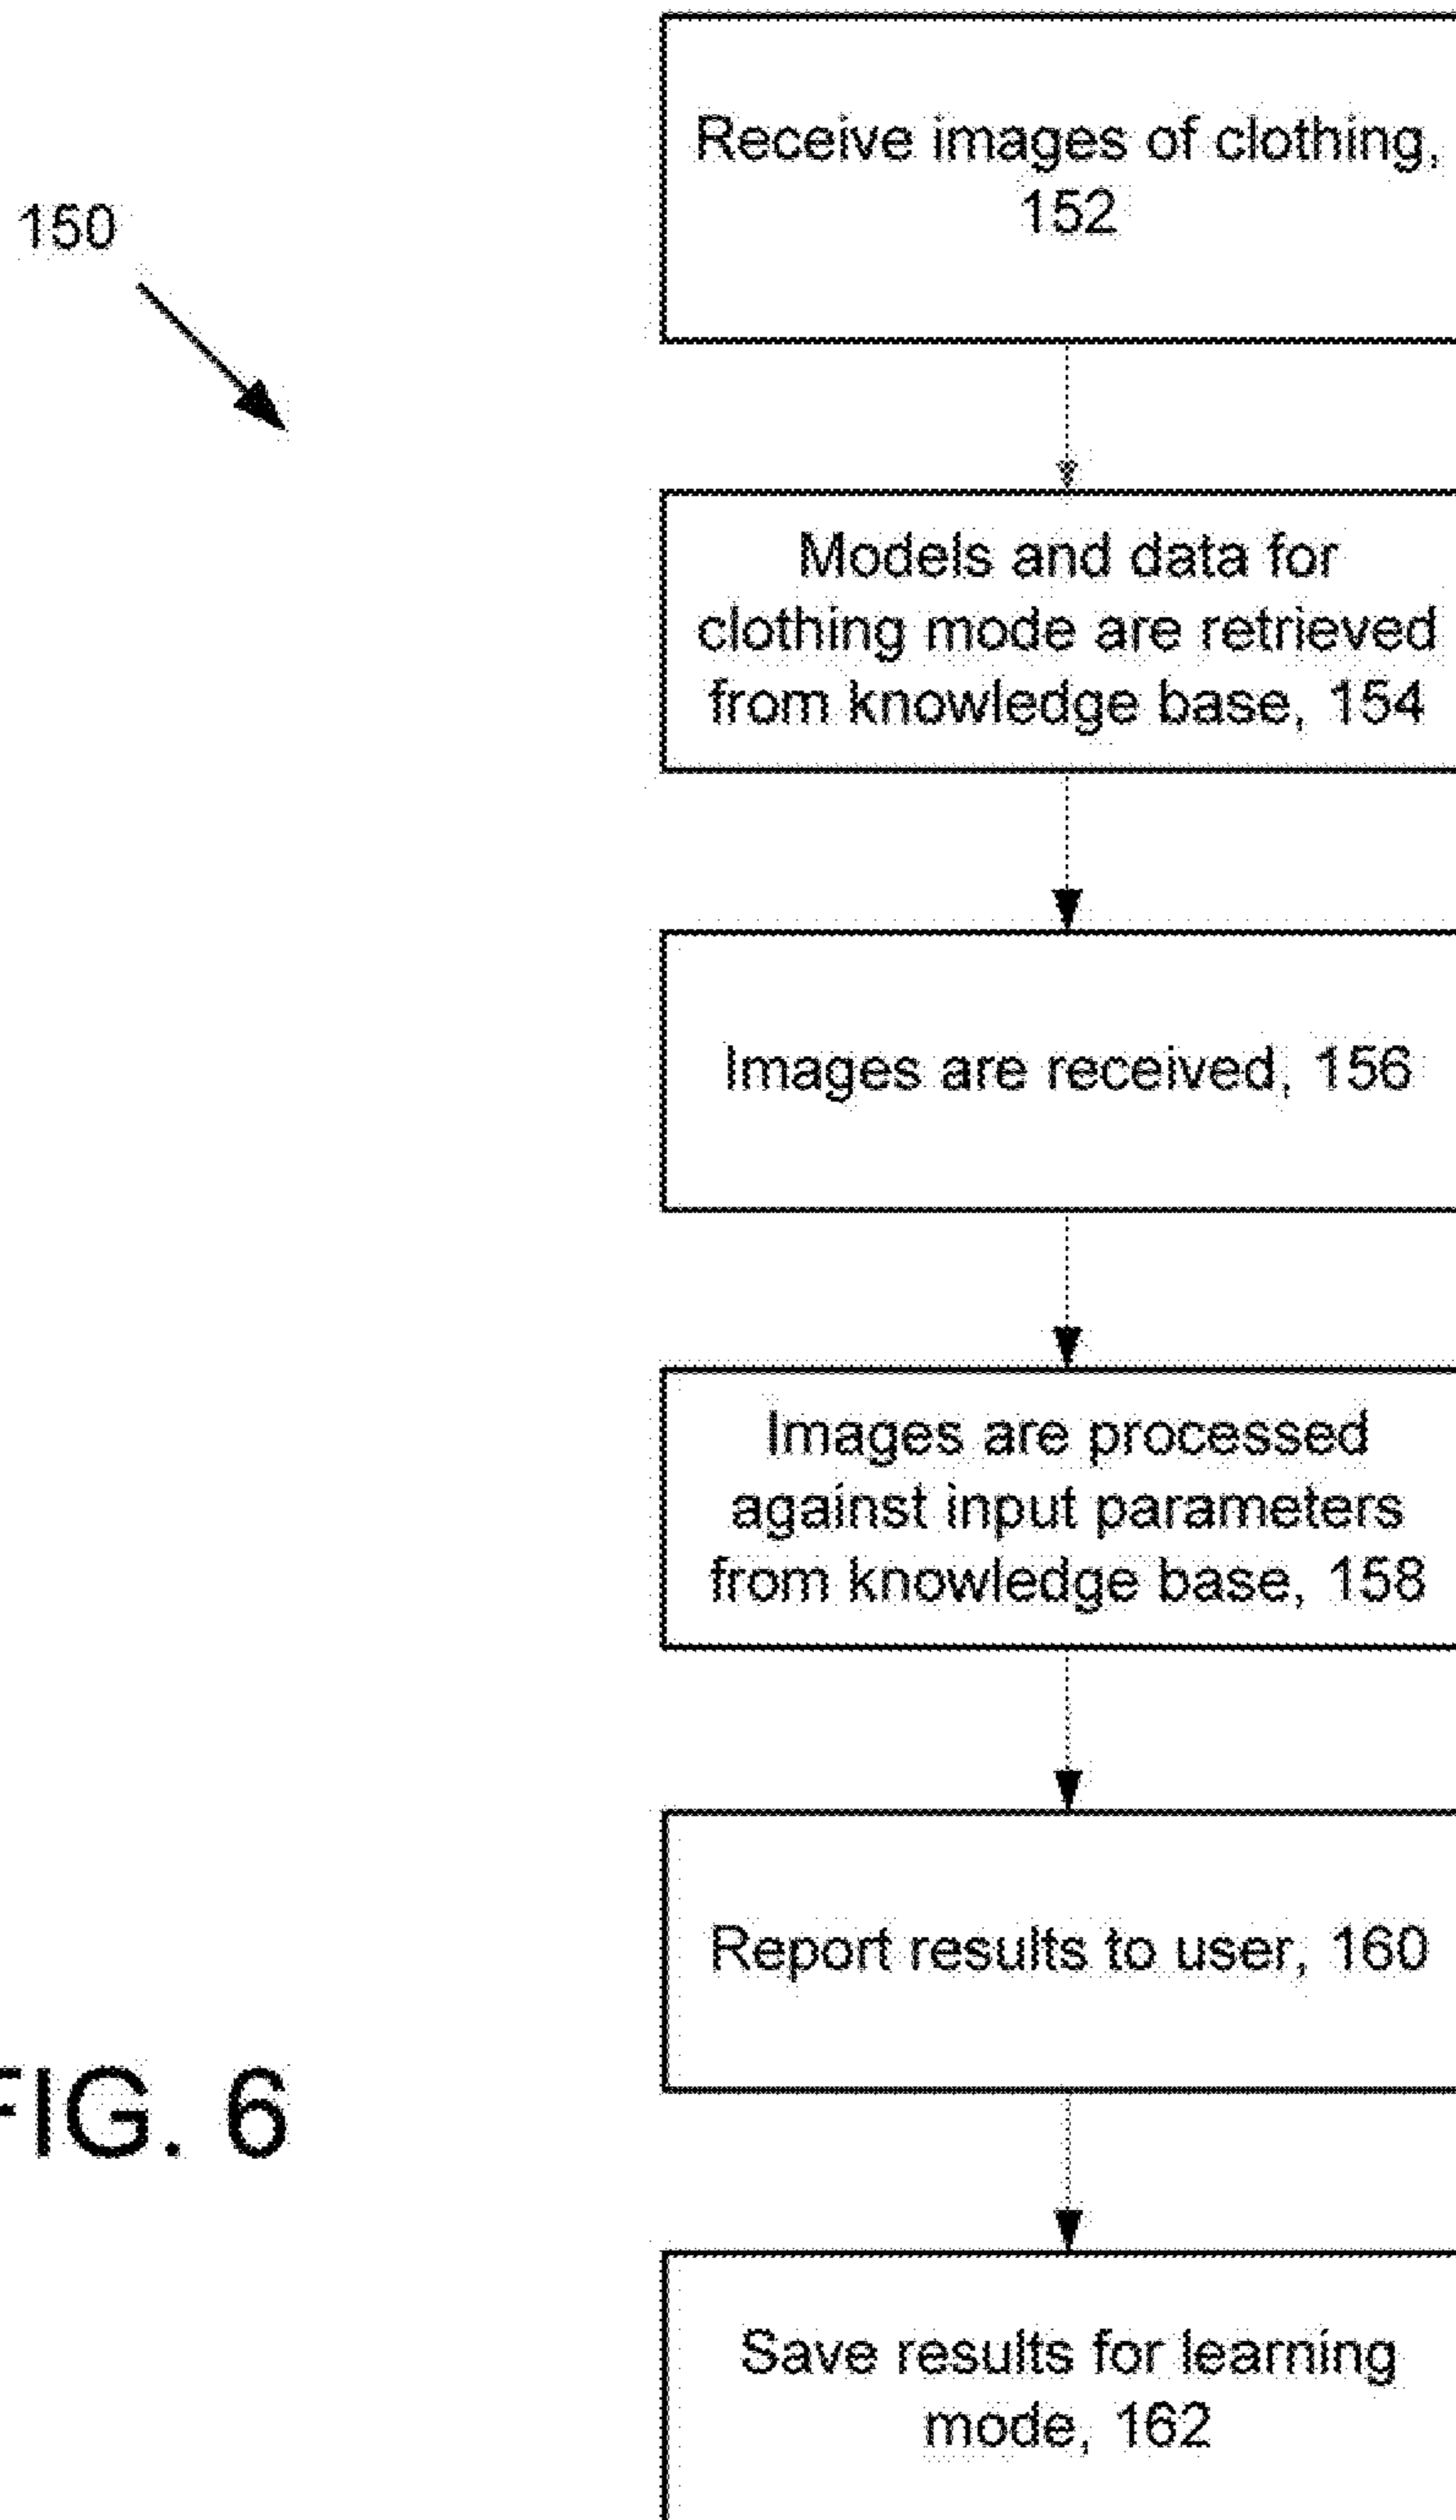 Receive images of clothing,
152
150
Models and data for
clothing mode are retrieved
from knowledge base, 154
Images are received, 156
Images are processed
against input parameters
from knowledge base, 158
Report results to user, 160
FIG. 6
Save results for learning
mode, 162